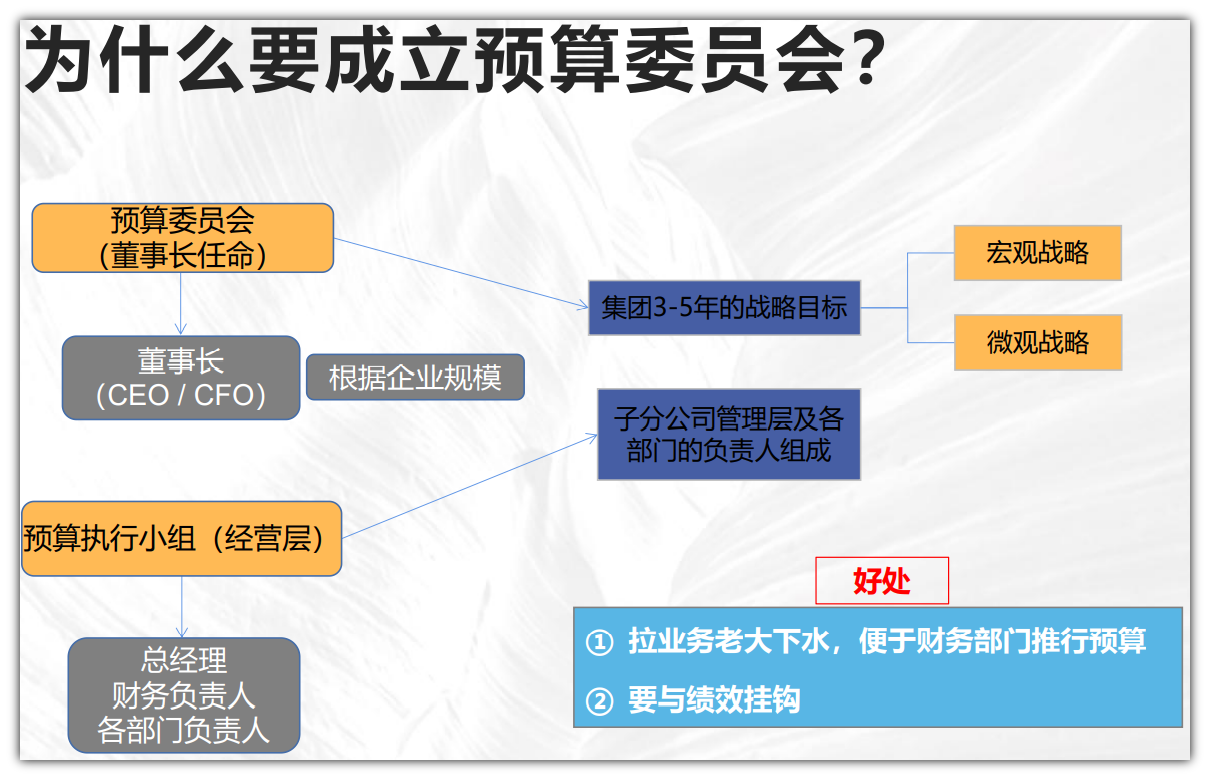 为什么要成立预算委员会？
预算委员会
（董事长任命）
董事长
（CEO / CFO）
根据企业规模
集团3-5年的战略目标
宏观战略
微观战略
子分公司管理层及各
部门的负责人组成
预算执行小组（经营层）
总经理
财务负责人
各部门负责人
好处
① 拉业务老大下水，便于财务部门推行预算
② 要与绩效挂钩